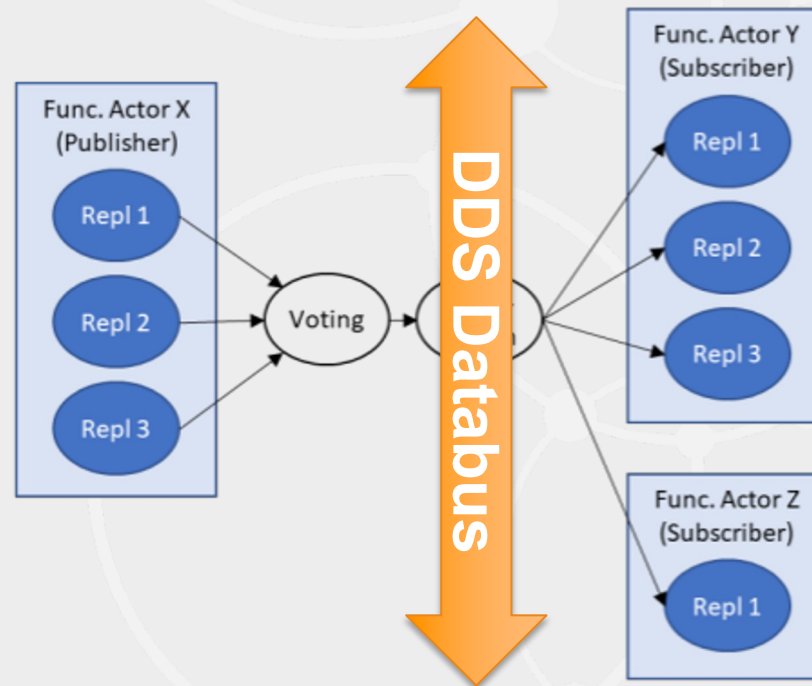 Func. Actor X
(Publisher)
Repl 1
Repl 2
Repl 3
Voting
DDS Databus
Func. Actor Y
(Subscriber)
Repl 1
Repl 2
Repl 3
Func. Actor Z
(Subscriber)
Repl 1